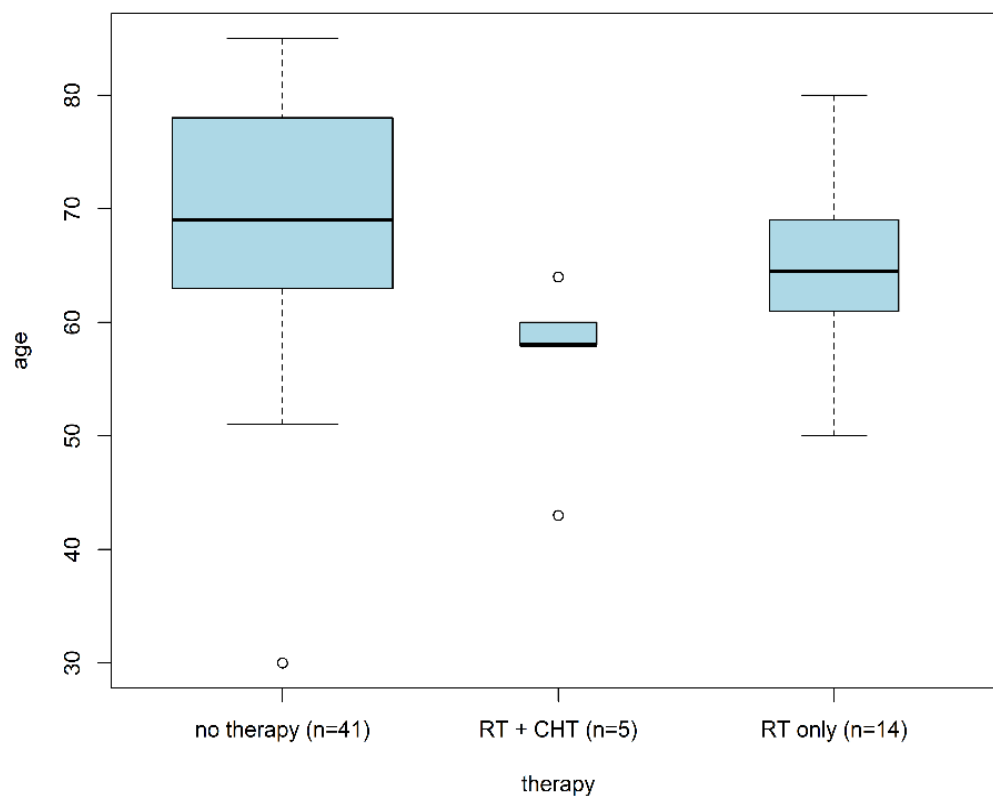 age
80
70
60
50
40
30
no therapy (n=41) RT + CHT (n=5) RT only (n=14)
therapy